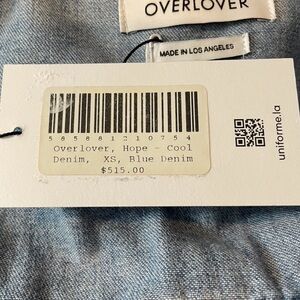 OVERLOVER
MADE IN LOS ANGELES
585881210754
Overlover, Hope - Cool
Denim, XS, Blue Denim
$515.00
uniforme.la